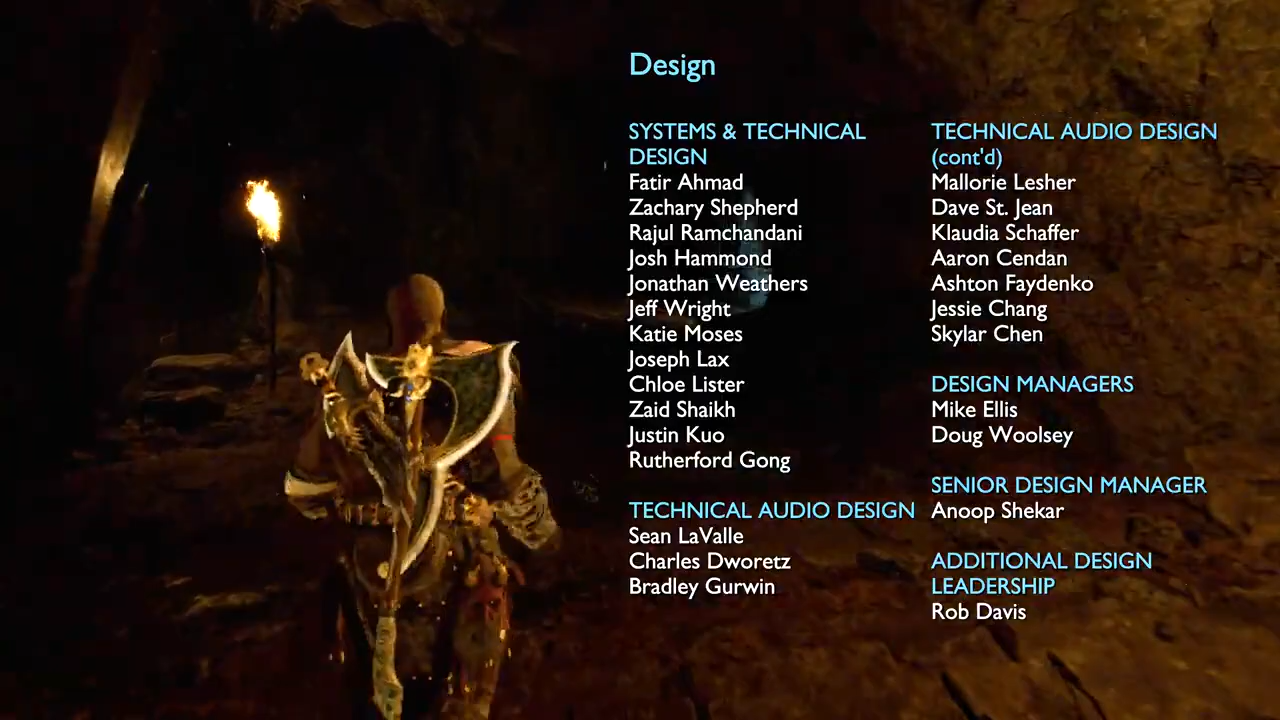 Design
SYSTEMS & TECHNICAL
DESIGN
Fatir Ahmad
Zachary Shepherd
Rajul Ramchandani
Josh Hammond
Jonathan Weathers
Jeff Wright
Katie Moses
Joseph Lax
Chloe Lister
Zaid Shaikh
Justin Kuo
Rutherford Gong
TECHNICAL AUDIO DESIGN
Sean LaValle
Charles Dworetz
Bradley Gurwin
TECHNICAL AUDIO DESIGN
(cont'd)
Mallorie Lesher
Dave St. Jean
Klaudia Schaffer
Aaron Cendan
Ashton Faydenko
Jessie Chang
Skylar Chen
DESIGN MANAGERS
Mike Ellis
Doug Woolsey
SENIOR DESIGN MANAGER
Anoop Shekar
ADDITIONAL DESIGN
LEADERSHIP
Rob Davis